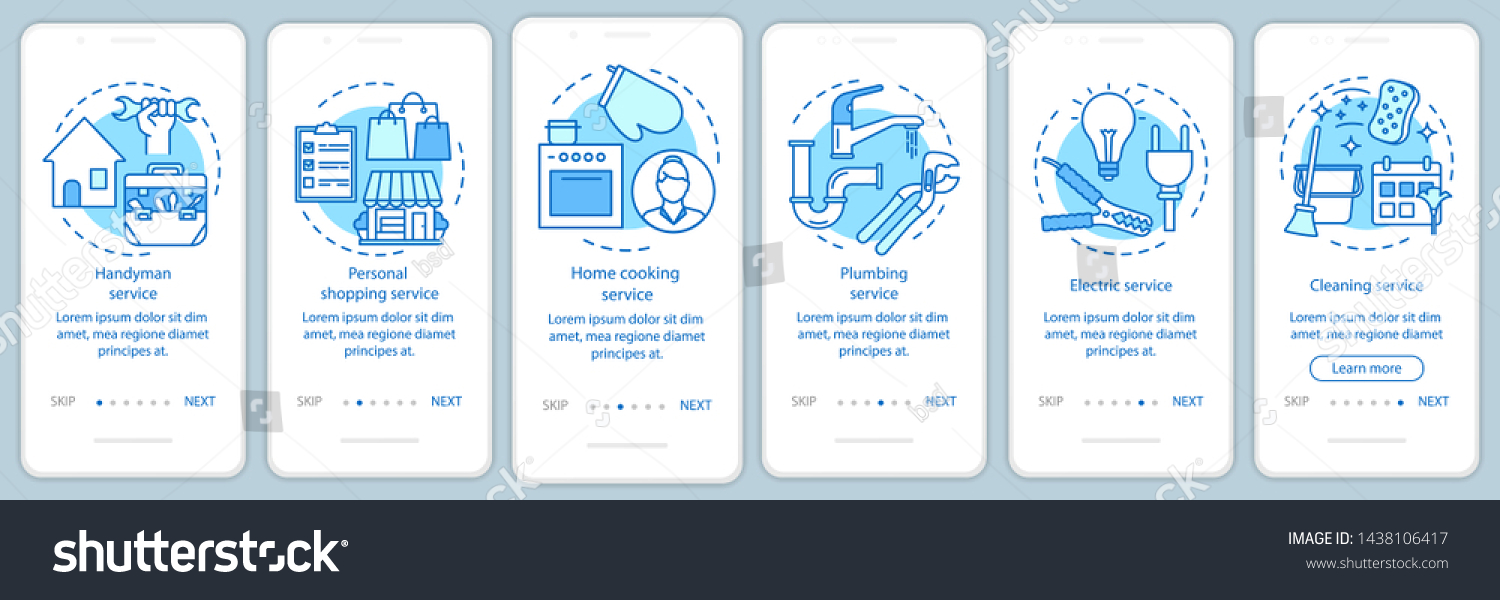 Handyman
service
Lorem ipsum dolor sit dim
amet, mea regione diamet
principes at.
SKIP
NEXT
Personal
shopping service
Lorem ipsum dolor sit dim
amet, mea regione diamet
principes at.
SKIP
NEXT
Home cooking
service
Lorem ipsum dolor sit dim
amet, mea regione diamet
principes at.
SKIP
NEXT
Plumbing
service
Lorem ipsum dolor sit dim
amet, mea regione diamet
principes at.
SKIP
NEXT
Electric service
Lorem ipsum dolor sit dim
amet, mea regione diamet
principes at.
SKIP
NEXT
Cleaning service
Lorem ipsum dolor sit dim
amet, mea regione diamet
Learn more
SKIP
NEXT
shutterstock
bsd
bsd
shutterstock®
IMAGE ID: 1438106417
www.shutterstock.com